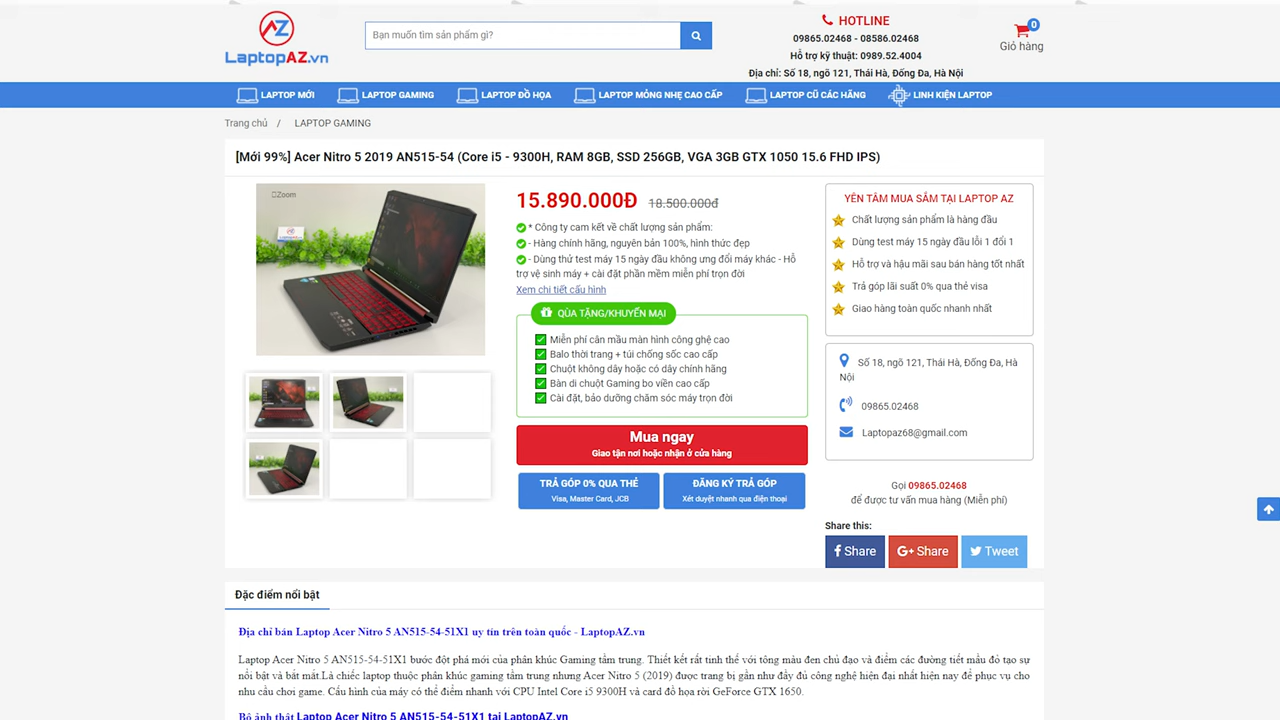 LaptopAZ.vn
Bạn muốn tìm sản phẩm gì?
HOTLINE
09865.02468 - 08586.02468
Hỗ trợ kỹ thuật: 0989.52.4004
Địa chỉ: Số 18, ngõ 121, Thái Hà, Đống Đa, Hà Nội
0
Giỏ hàng
LAPTOP MỚI
LAPTOP GAMING
LAPTOP ĐỒ HỌA
LAPTOP MỎNG NHẸ CAO CẤP
LAPTOP CŨ CÁC HÃNG
LINH KIỆN LAPTOP
Trang chủ / LAPTOP GAMING
[Mới 99%] Acer Nitro 5 2019 AN515-54 (Core i5 - 9300H, RAM 8GB, SSD 256GB, VGA 3GB GTX 1050 15.6 FHD IPS)
Zoom
15.890.000Đ 18.500.000đ
* Công ty cam kết về chất lượng sản phẩm:
- Hàng chính hãng, nguyên bản 100%, hình thức đẹp
- Dùng thử test máy 15 ngày đầu không ưng đổi máy khác - Hỗ
trợ vệ sinh máy + cài đặt phần mềm miễn phí trọn đời
Xem chi tiết cấu hình
QÙA TẶNG/KHUYẾN MẠI
Miễn phí cân mầu màn hình công nghệ cao
Balo thời trang + túi chống sốc cao cấp
Chuột không dây hoặc có dây chính hãng
Bàn di chuột Gaming bo viền cao cấp
Cài đặt, bảo dưỡng chăm sóc máy trọn đời
Mua ngay
Giao tận nơi hoặc nhận ở cửa hàng
TRẢ GÓP 0% QUA THẺ
Visa, Master Card, JCB
ĐĂNG KÝ TRẢ GÓP
Xét duyệt nhanh qua điện thoại
YÊN TÂM MUA SẮM TẠI LAPTOP AZ
Chất lượng sản phẩm là hàng đầu
Dùng test máy 15 ngày đầu lỗi 1 đổi 1
Hỗ trợ và hậu mãi sau bán hàng tốt nhất
Trả góp lãi suất 0% qua thẻ visa
Giao hàng toàn quốc nhanh nhất
Số 18, ngõ 121, Thái Hà, Đống Đa, Hà
Nội
09865.02468
Laptopaz68@gmail.com
Gọi 09865.02468
để được tư vấn mua hàng (Miễn phí)
Share this:
Share
G+ Share
Tweet
Đặc điểm nổi bật
Địa chỉ bán Laptop Acer Nitro 5 AN515-54-51X1 uy tín trên toàn quốc - LaptopAZ.vn
Laptop Acer Nitro 5 AN515-54-51X1 bước đột phá mới của phân khúc Gaming tầm trung. Thiết kết rất tinh thế với tông màu đen chủ đạo và điểm các đường tiết mầu đỏ tạo sự
nổi bật và bắt mắt.Là chiếc laptop thuộc phân khúc gaming tầm trung nhưng Acer Nitro 5 (2019) được trang bị gần như đầy đủ công nghệ hiện đại nhất hiện nay để phục vụ cho
nhu cầu chơi game. Cấu hình của máy có thể điểm nhanh với CPU Intel Core i5 9300H và card đồ họa rời GeForce GTX 1650.
Bộ ảnh thật Laptop Acer Nitro 5 AN515-54-51X1 tại LaptopAZ.vn